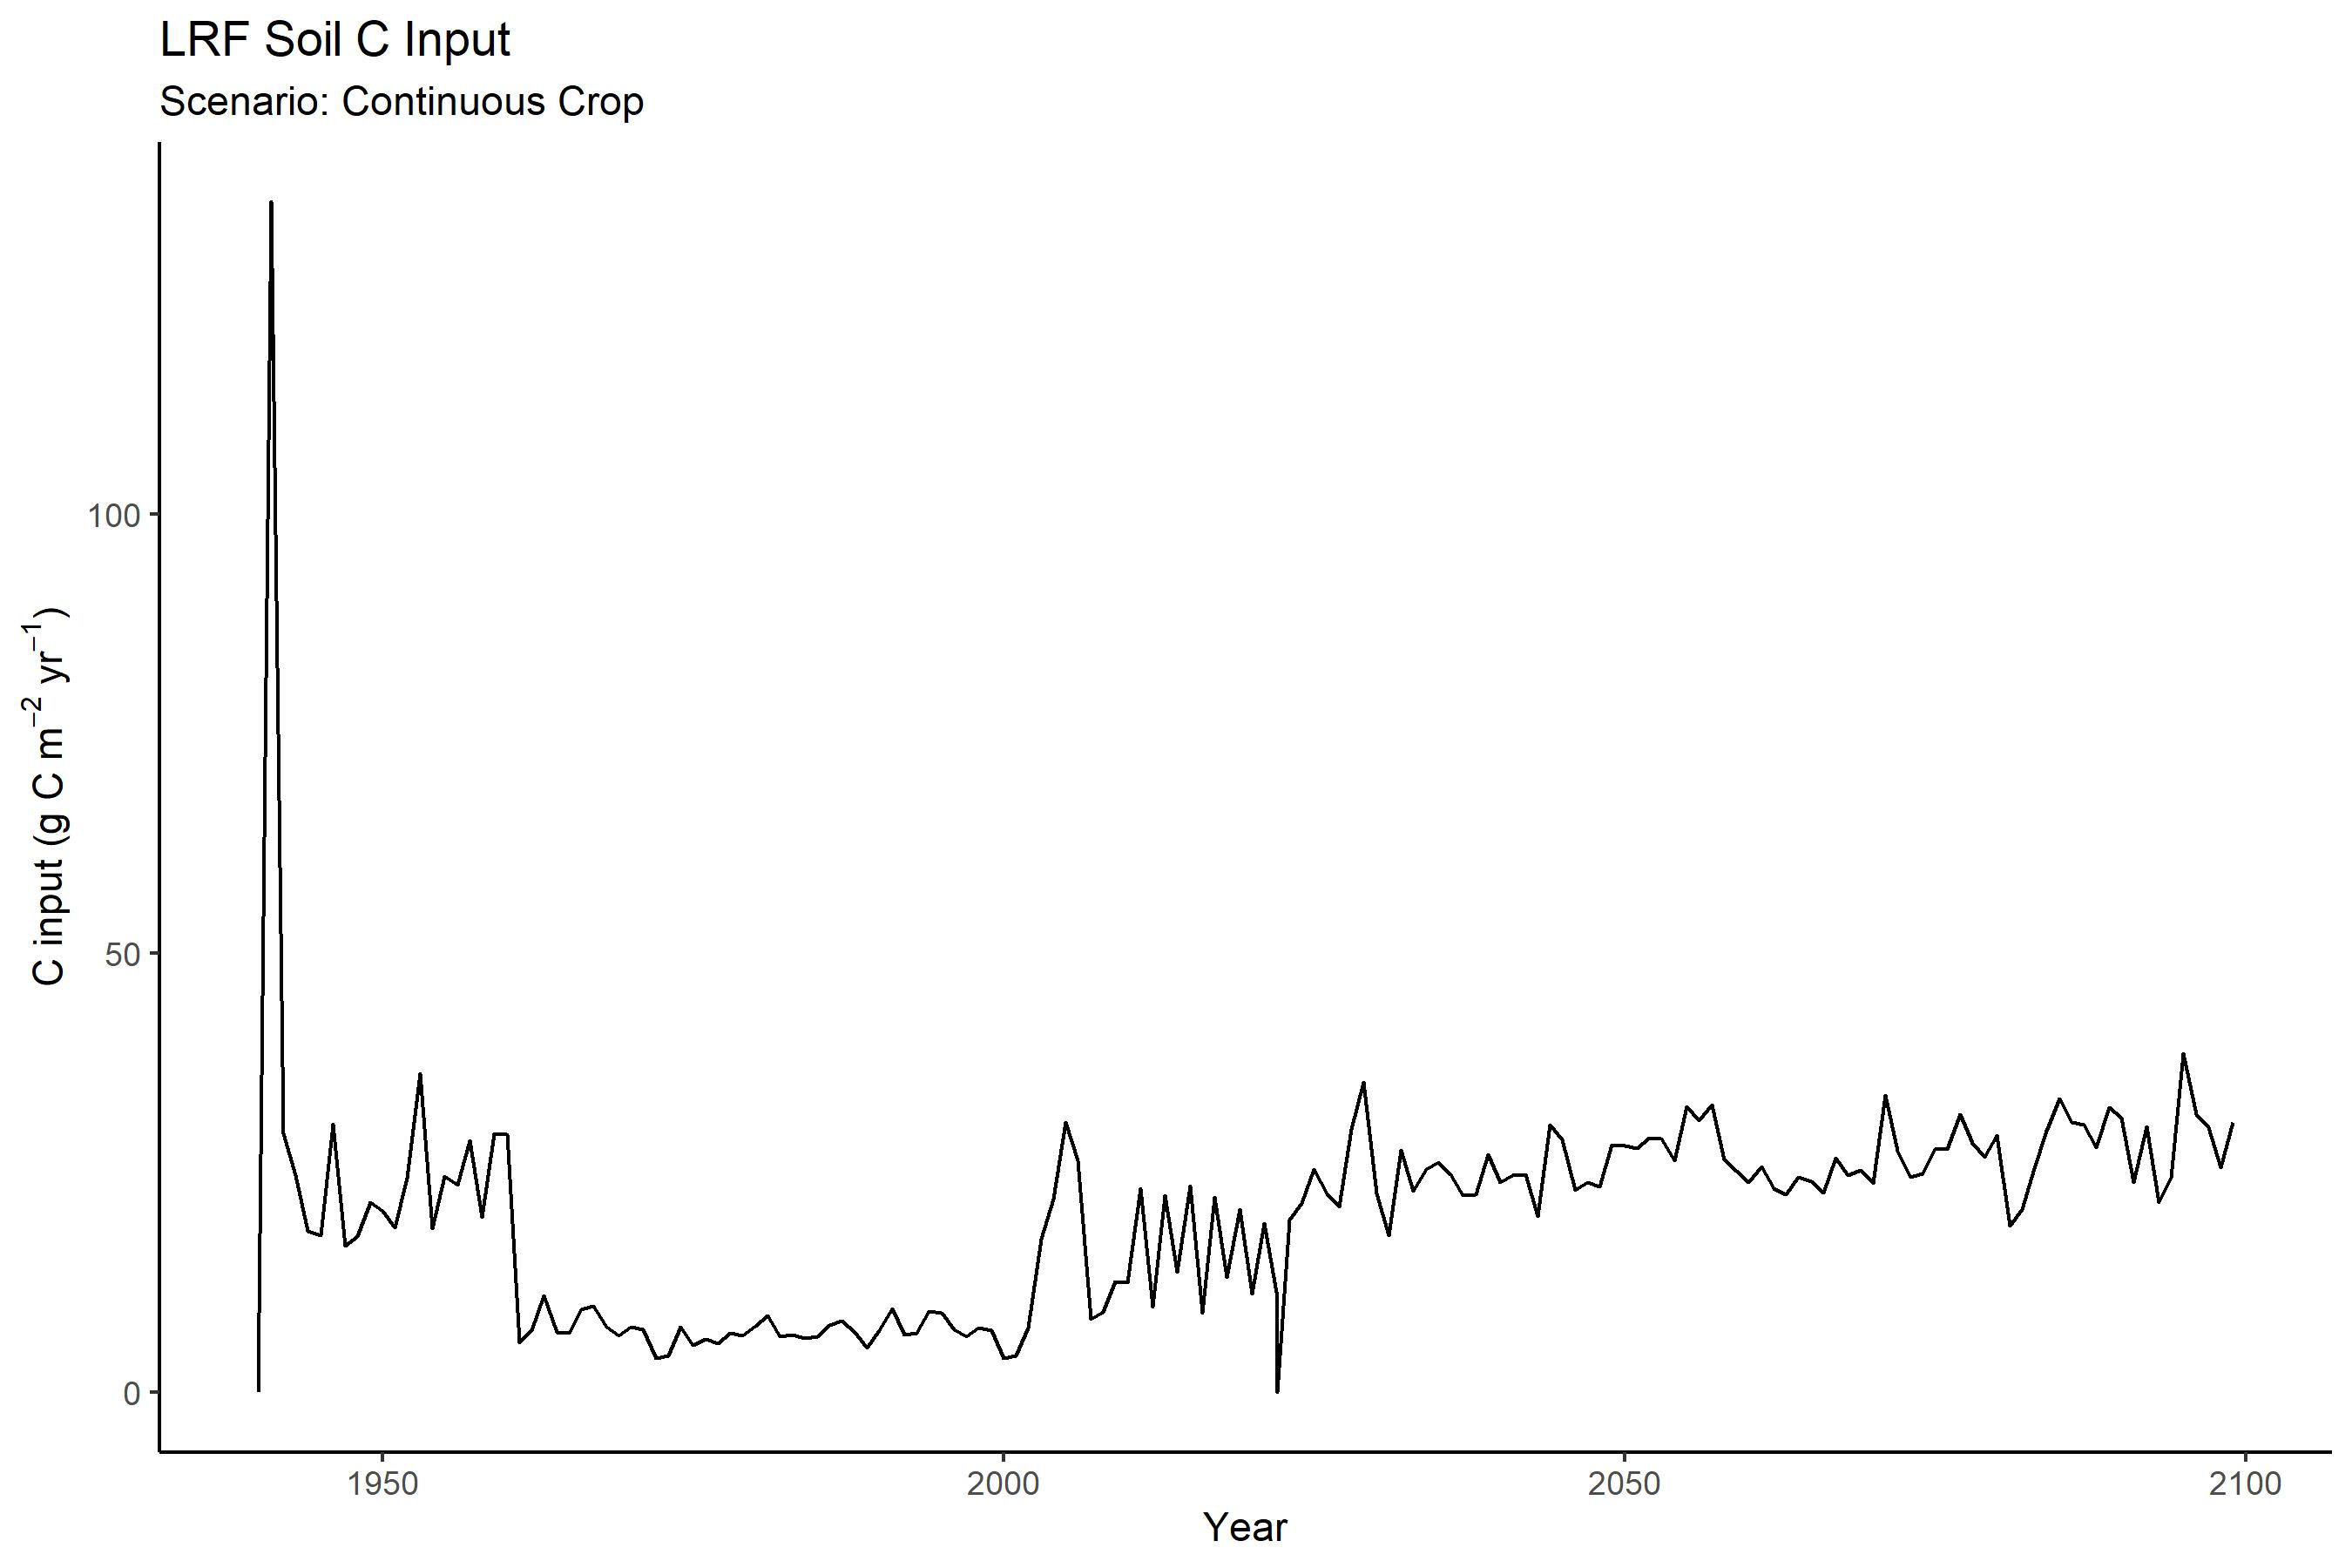 LRF Soil C Input
Scenario: Continuous Crop
C input (g C m⁻² yr⁻¹)
100
50
0
1950 2000 2050 2100
Year